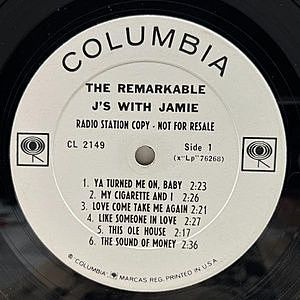 COLUMBIA
THE REMARKABLE
J'S WITH JAMIE
RADIO STATION COPY - NOT FOR RESALE
CL 2149
Side 1
(x"Lp"76268)
1. YA TURNED ME ON, BABY 2:23
2. MY CIGARETTE AND I 2:23
3. LOVE COME TAKE ME AGAIN 2:21
4. LIKE SOMEONE IN LOVE 2:27
5. THIS OLE HOUSE 2:21
6. THE SOUND OF MONEY 2:36
® "COLUMBIA", MARCAS REG. PRINTED IN U.S.A.